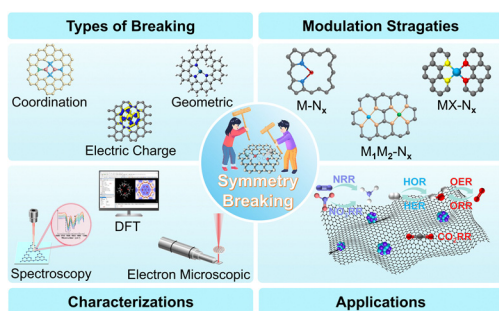 Types of Breaking
Coordination
Geometric
Electric Charge
Modulation Stragaties
M-Nₓ
MX-Nₓ
M₁M₂-Nₓ
Symmetry
Breaking
DFT
Spectroscopy
Electron Microscopic
NRR
NO₃RR
HOR
HER
OER
ORR
CO₂RR
Characterizations
Applications